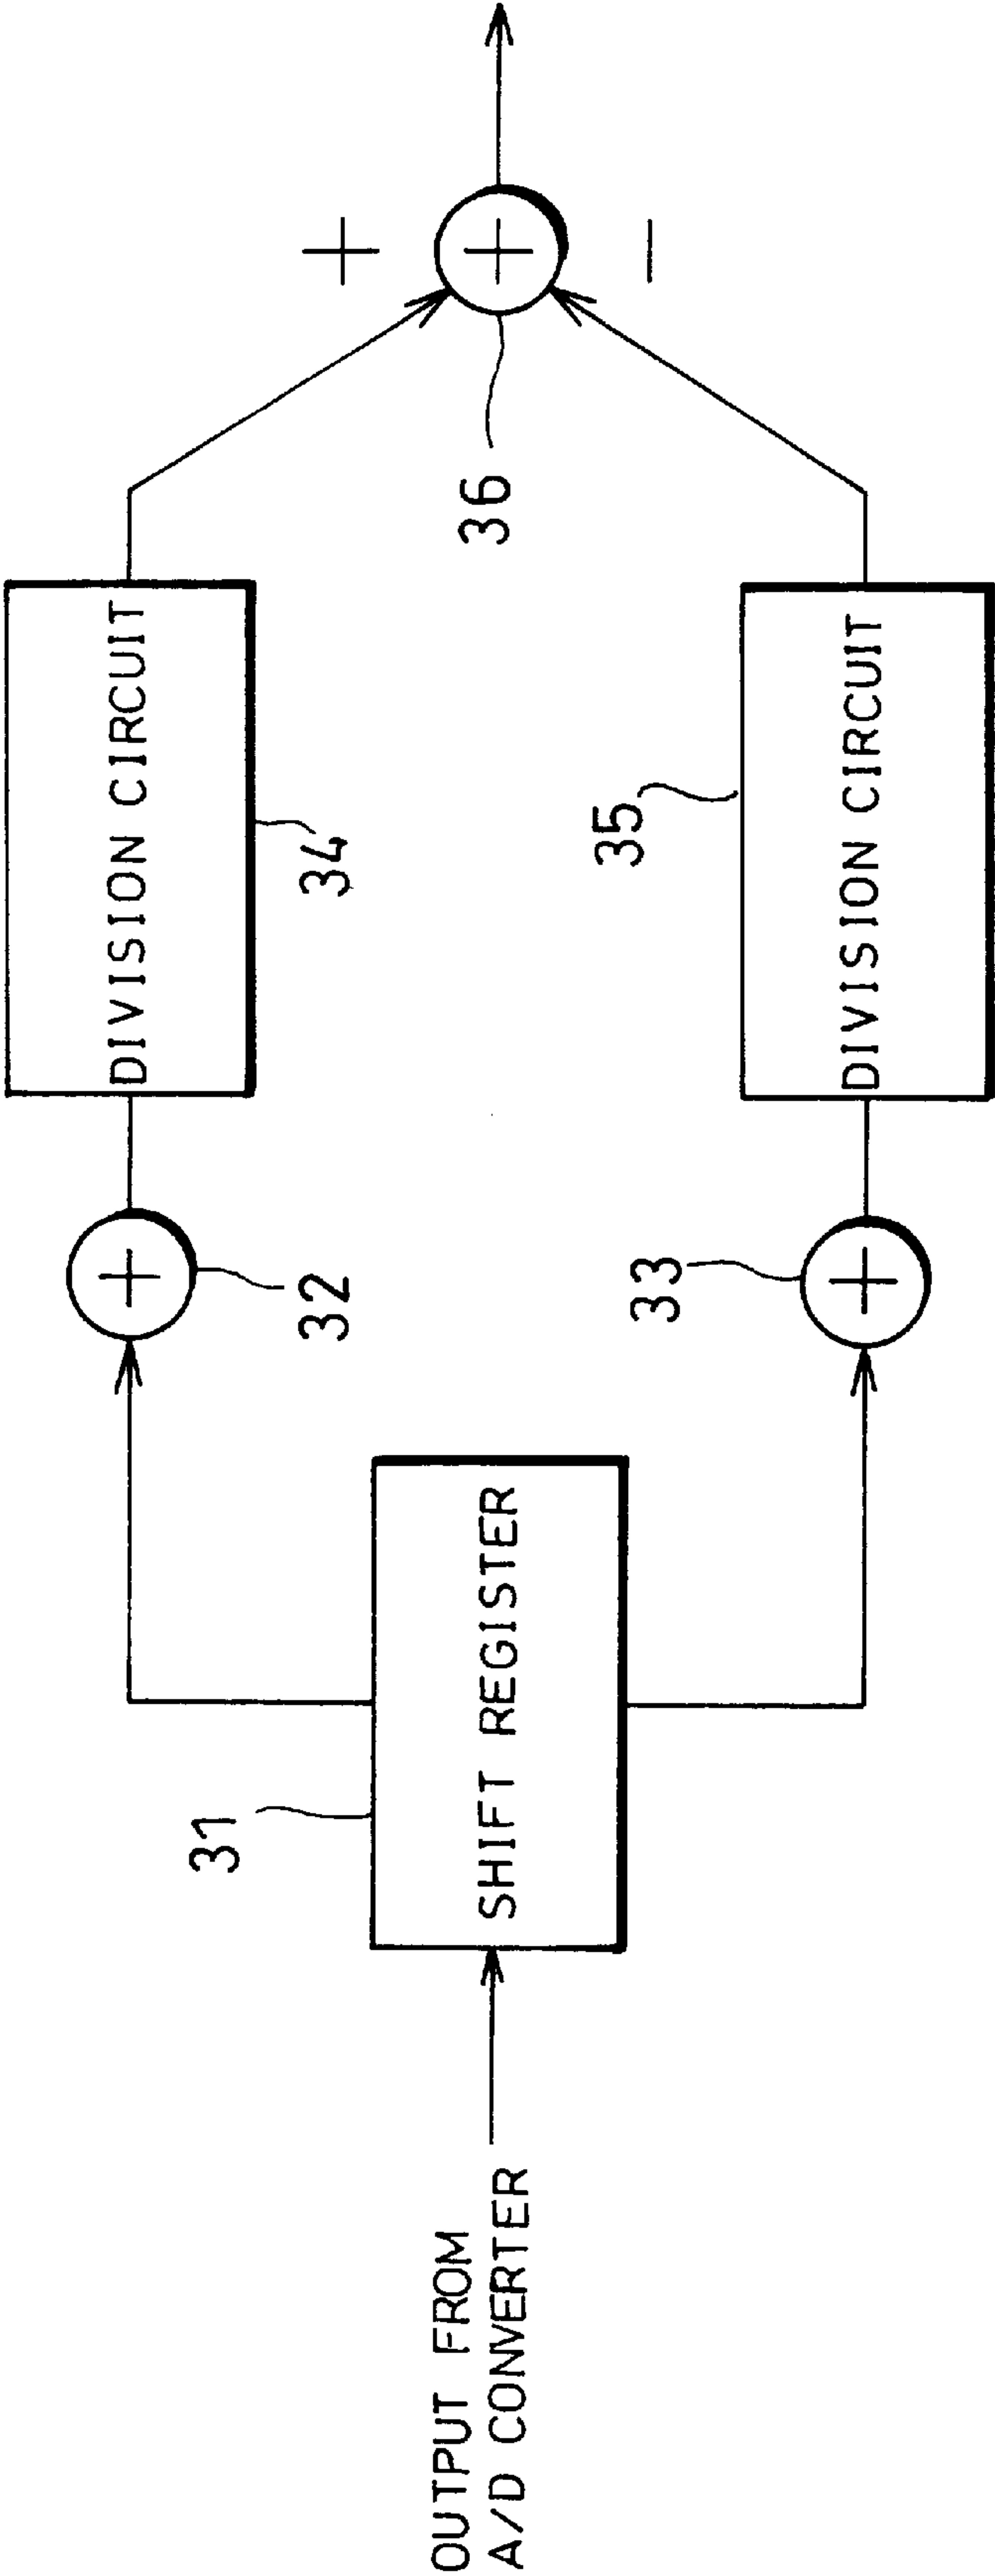 OUTPUT FROM
A/D CONVERTER
31
SHIFT REGISTER
32
33
DIVISION CIRCUIT
34
35
DIVISION CIRCUIT
36
+
+
+
+
−